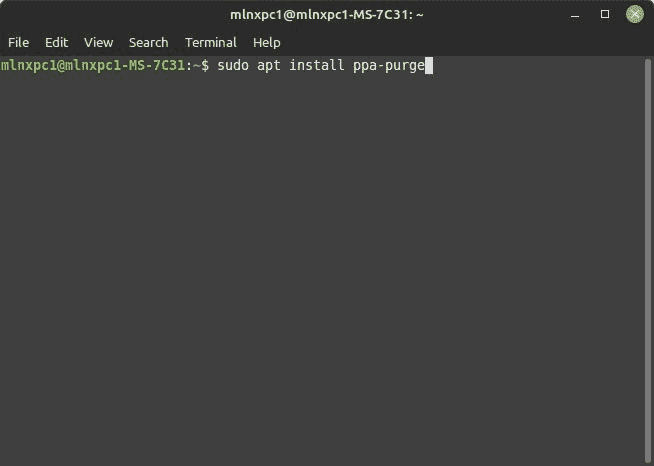 mlnxpc1@mlnxpc1-MS-7C31: ~
File Edit View Search Terminal Help
mlnxpc1@mlnxpc1-MS-7C31:~$ sudo apt install ppa-purge